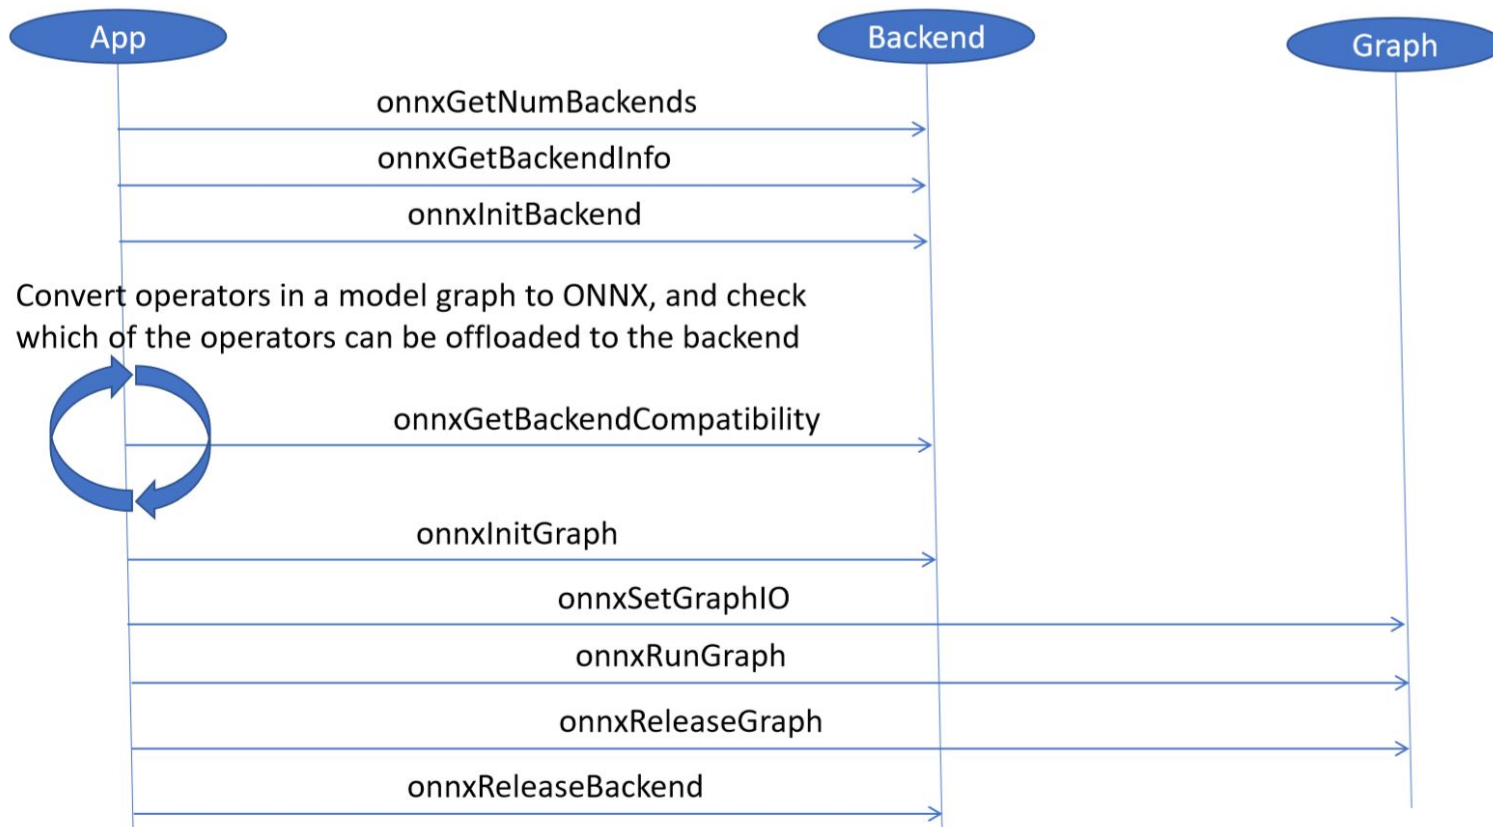 App
Backend
Graph
onnxGetNumBackends
onnxGetBackendInfo
onnxInitBackend
Convert operators in a model graph to ONNX, and check
which of the operators can be offloaded to the backend
onnxGetBackendCompatibility
onnxInitGraph
onnxSetGraphIO
onnxRunGraph
onnxReleaseGraph
onnxReleaseBackend